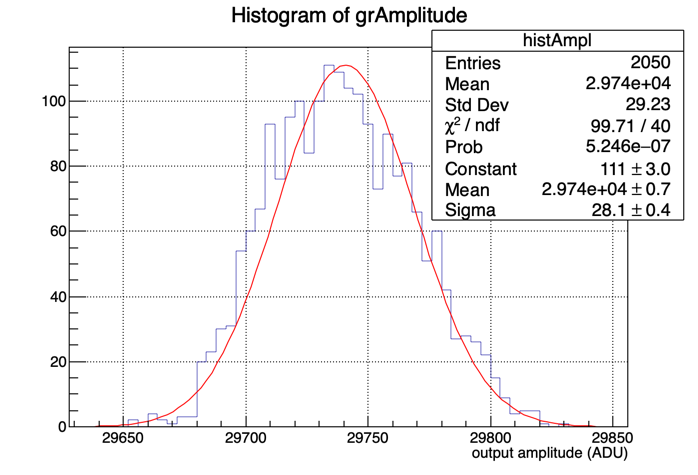 Histogram of grAmplitude
histAmpl
Entries 2050
Mean 2.974e+04
Std Dev 29.23
χ² / ndf 99.71 / 40
Prob 5.246e−07
Constant 111 ± 3.0
Mean 2.974e+04 ± 0.7
Sigma 28.1 ± 0.4
100
80
60
40
20
0
29650 29700 29750 29800 29850
output amplitude (ADU)